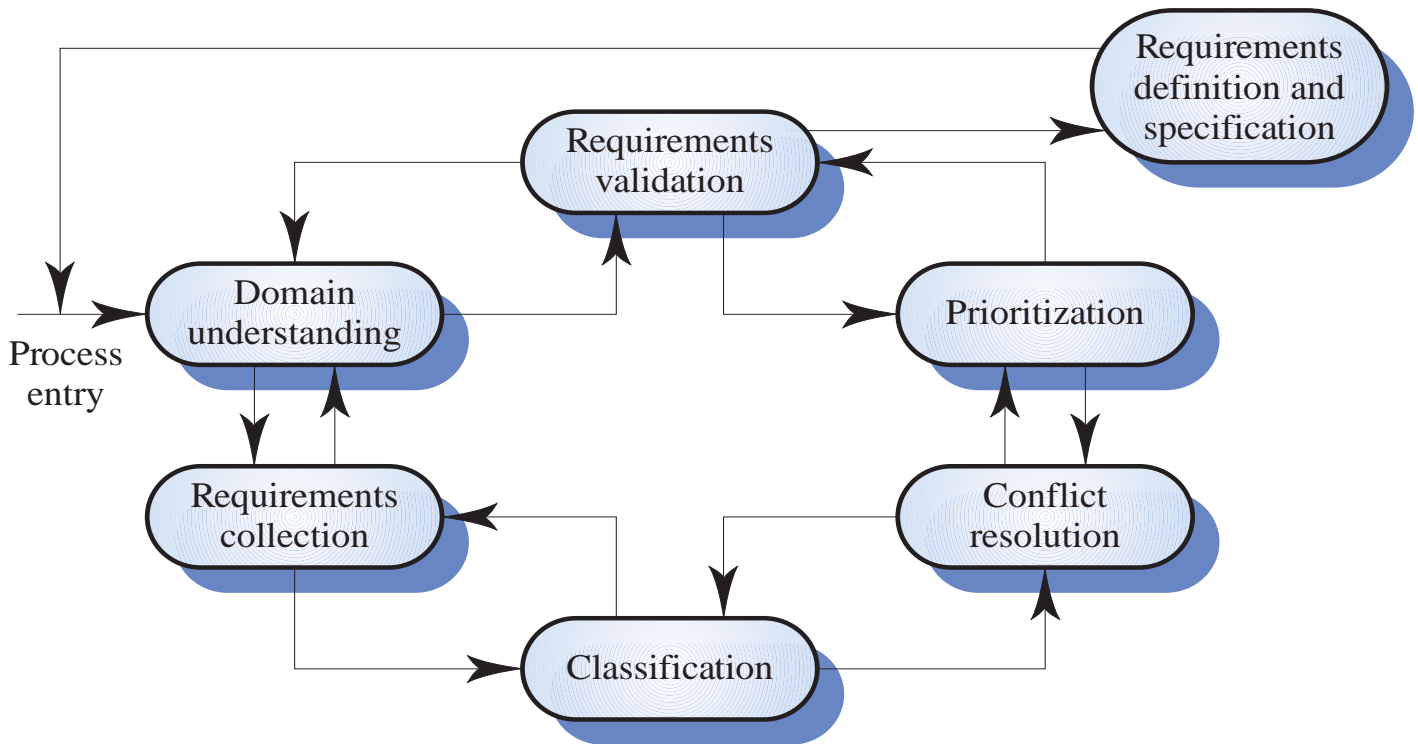 Requirements
definition and
specification
Requirements
validation
Domain
understanding
Prioritization
Process
entry
Requirements
collection
Conflict
resolution
Classification